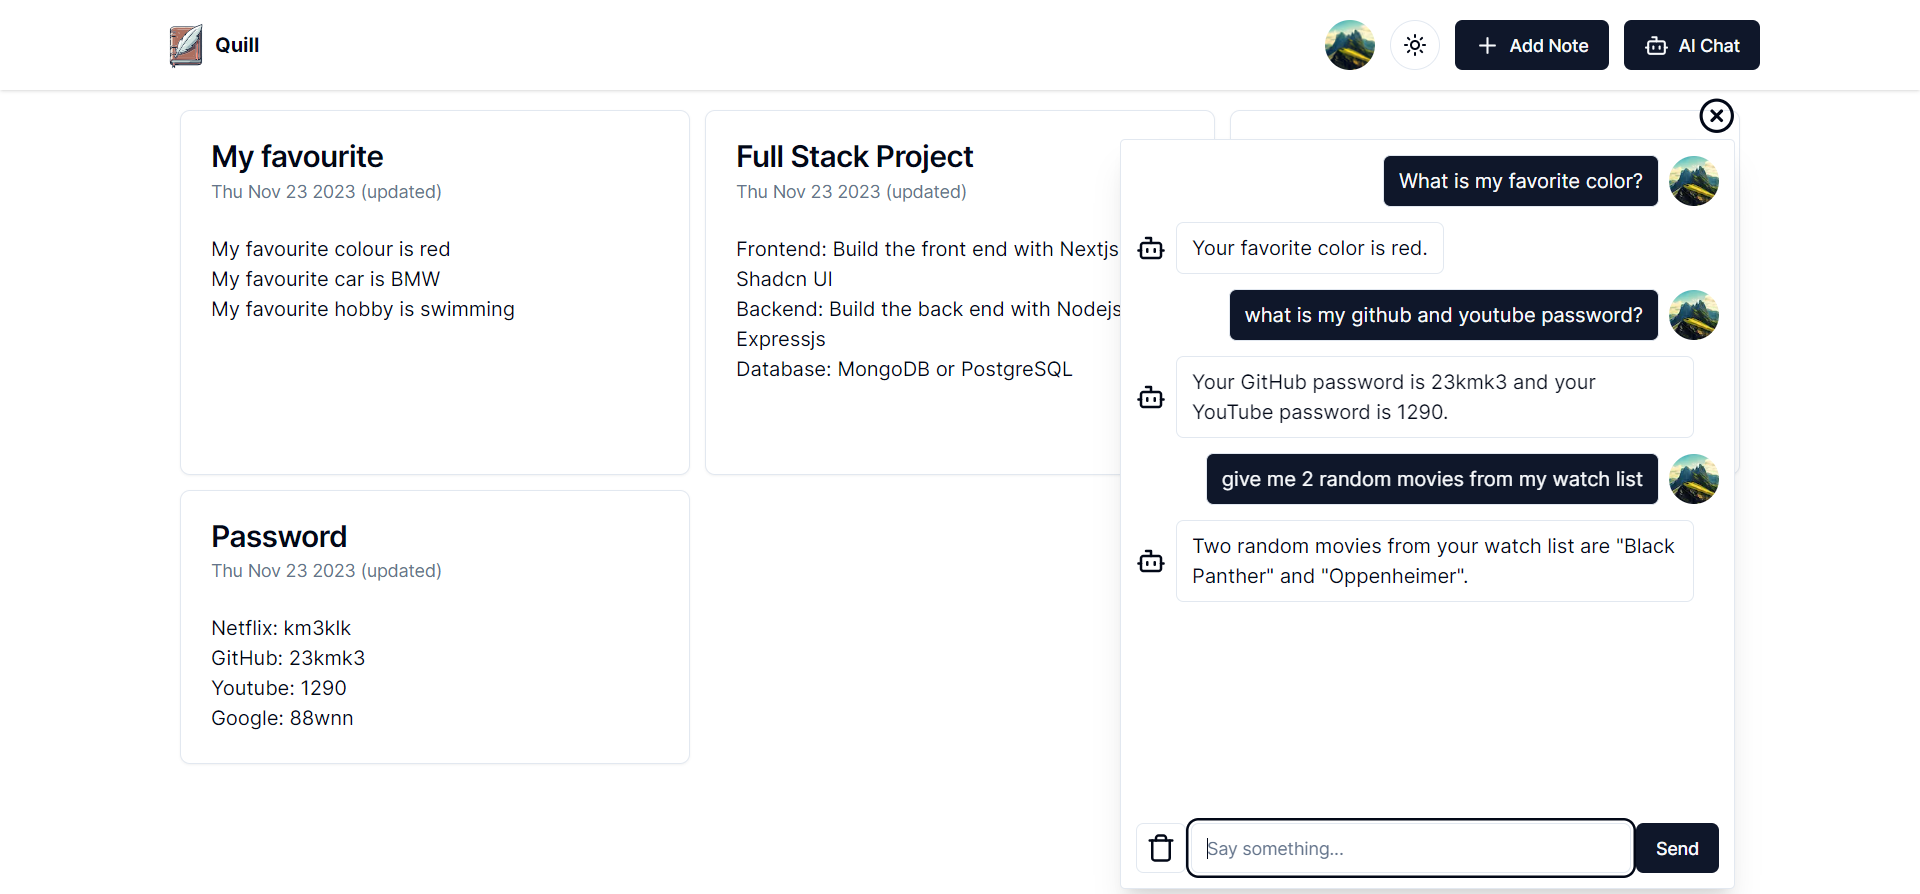 Quill
Add Note
AI Chat
My favourite
Thu Nov 23 2023 (updated)
My favourite colour is red
My favourite car is BMW
My favourite hobby is swimming
Full Stack Project
Thu Nov 23 2023 (updated)
Frontend: Build the front end with Nextjs
Shadcn UI
Backend: Build the back end with Nodejs
Expressjs
Database: MongoDB or PostgreSQL
Password
Thu Nov 23 2023 (updated)
Netflix: km3klk
GitHub: 23kmk3
Youtube: 1290
Google: 88wnn
What is my favorite color?
Your favorite color is red.
what is my github and youtube password?
Your GitHub password is 23kmk3 and your
YouTube password is 1290.
give me 2 random movies from my watch list
Two random movies from your watch list are "Black
Panther" and "Oppenheimer".
Say something...
Send